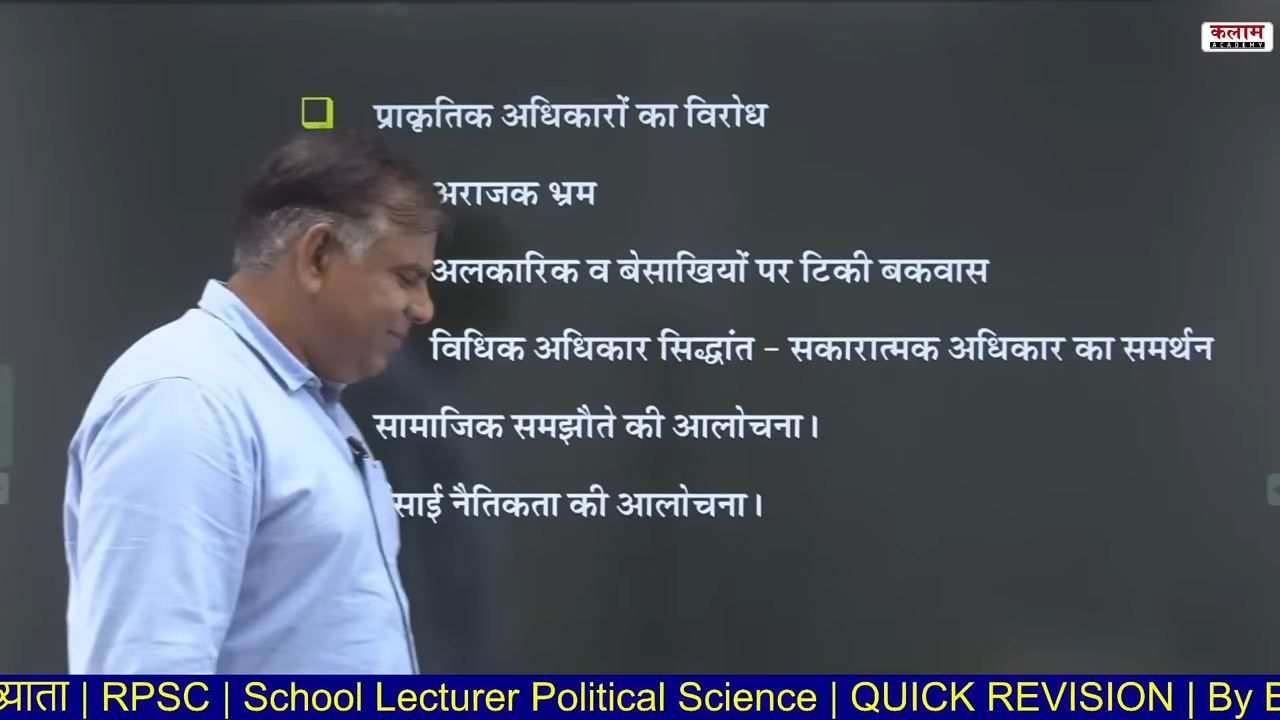 कलाम
ACADEMY
प्राकृतिक अधिकारों का विरोध
अराजक भ्रम
अलकारिक व बेसाखियों पर टिकी बकवास
विधिक अधिकार सिद्धांत - सकारात्मक अधिकार का समर्थन
सामाजिक समझौते की आलोचना।
नैतिकता की आलोचना।
| RPSC | School Lecturer Political Science | QUICK REVISION | By